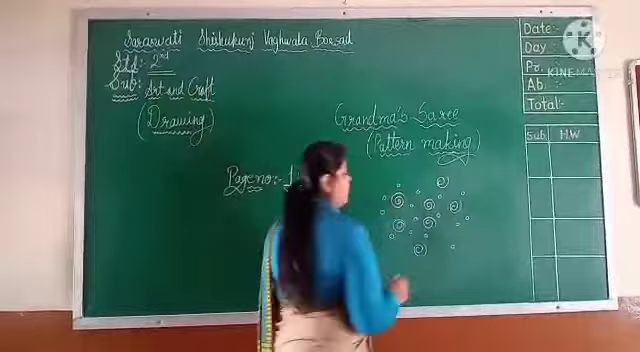 Saraswati Shishukunj Vaghwala Borsad
Std:- 2nd
Sub:- Art and Craft
(Drawing)
Grandma's Saree
(Pattern making)
Page no:-
Date:-
Day:-
Pr.
Ab.
Total:-
Sub. H.W
KINEMASTER